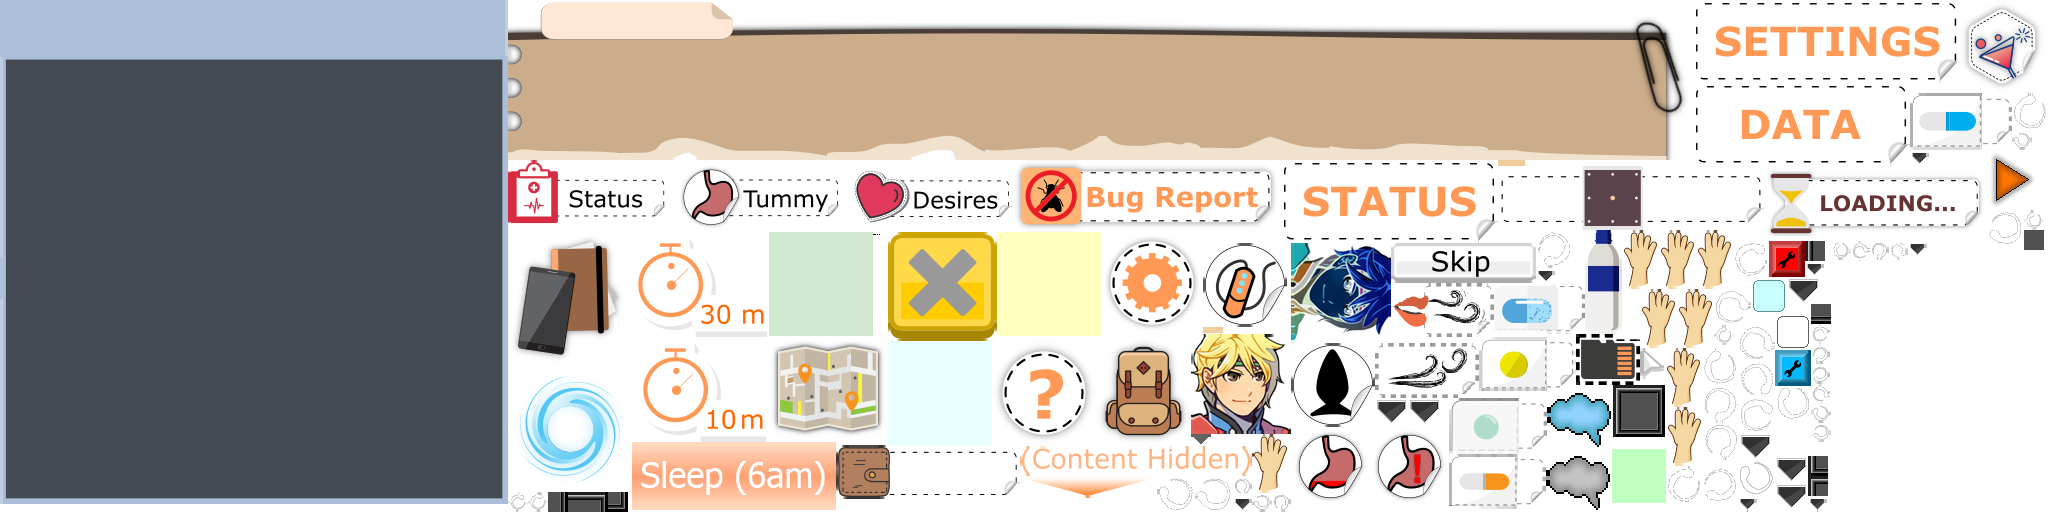 SETTINGS
DATA
Status
Tummy
Desires
Bug Report
STATUS
LOADING...
Skip
30 m
10 m
?
Sleep (6am)
(Content Hidden)
!